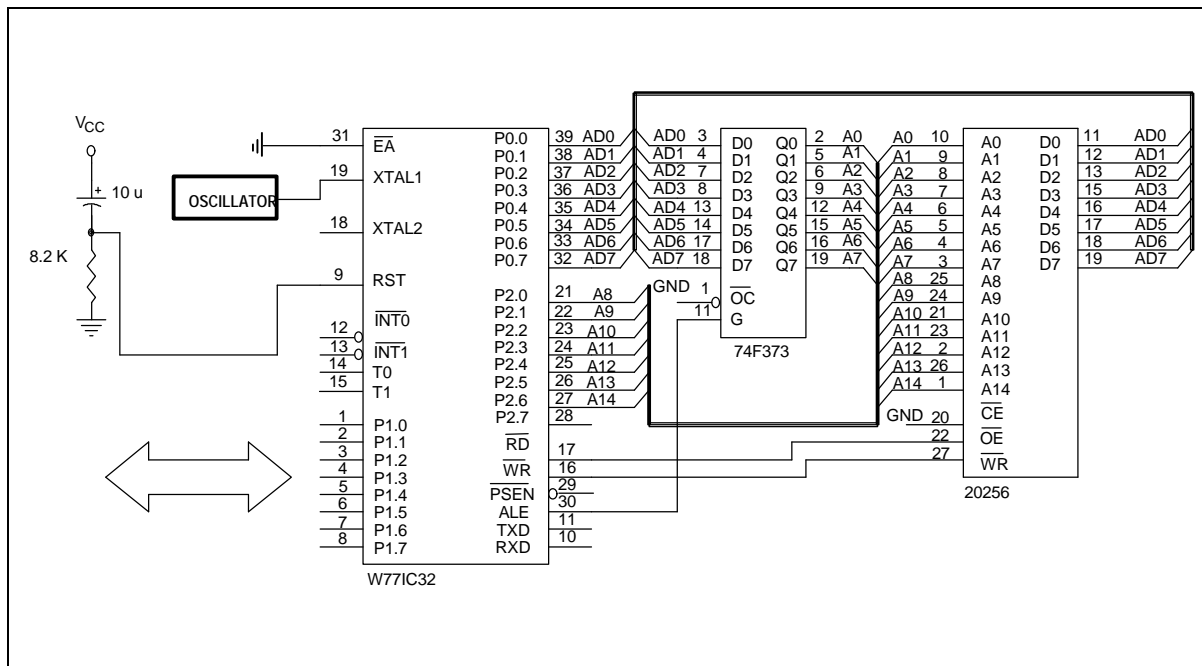 VCC
10 u
8.2 K
OSCILLATOR
31 EA
19 XTAL1
18 XTAL2
9 RST
12 INT0
13 INT1
14 T0
15 T1
1 P1.0
2 P1.1
3 P1.2
4 P1.3
5 P1.4
6 P1.5
7 P1.6
8 P1.7
P0.0 39 AD0
P0.1 38 AD1
P0.2 37 AD2
P0.3 36 AD3
P0.4 35 AD4
P0.5 34 AD5
P0.6 33 AD6
P0.7 32 AD7
P2.0 21 A8
P2.1 22 A9
P2.2 23 A10
P2.3 24 A11
P2.4 25 A12
P2.5 26 A13
P2.6 27 A14
P2.7 28
RD 17
WR 16
PSEN 29
ALE 30
TXD 11
RXD 10
W77IC32
AD0 3 D0 Q0 2 A0
AD1 4 D1 Q1 5 A1
AD2 7 D2 Q2 6 A2
AD3 8 D3 Q3 9 A3
AD4 13 D4 Q4 12 A4
AD5 14 D5 Q5 15 A5
AD6 17 D6 Q6 16 A6
AD7 18 D7 Q7 19 A7
GND 1 OC
11 G
74F373
A0 10 A0 D0 11 AD0
A1 9 A1 D1 12 AD1
A2 8 A2 D2 13 AD2
A3 7 A3 D3 15 AD3
A4 6 A4 D4 16 AD4
A5 5 A5 D5 17 AD5
A6 4 A6 D6 18 AD6
A7 3 A7 D7 19 AD7
A8 25 A8
A9 24 A9
A10 21 A10
A11 23 A11
A12 2 A12
A13 26 A13
A14 1 A14
GND 20 CE
22 OE
27 WR
20256